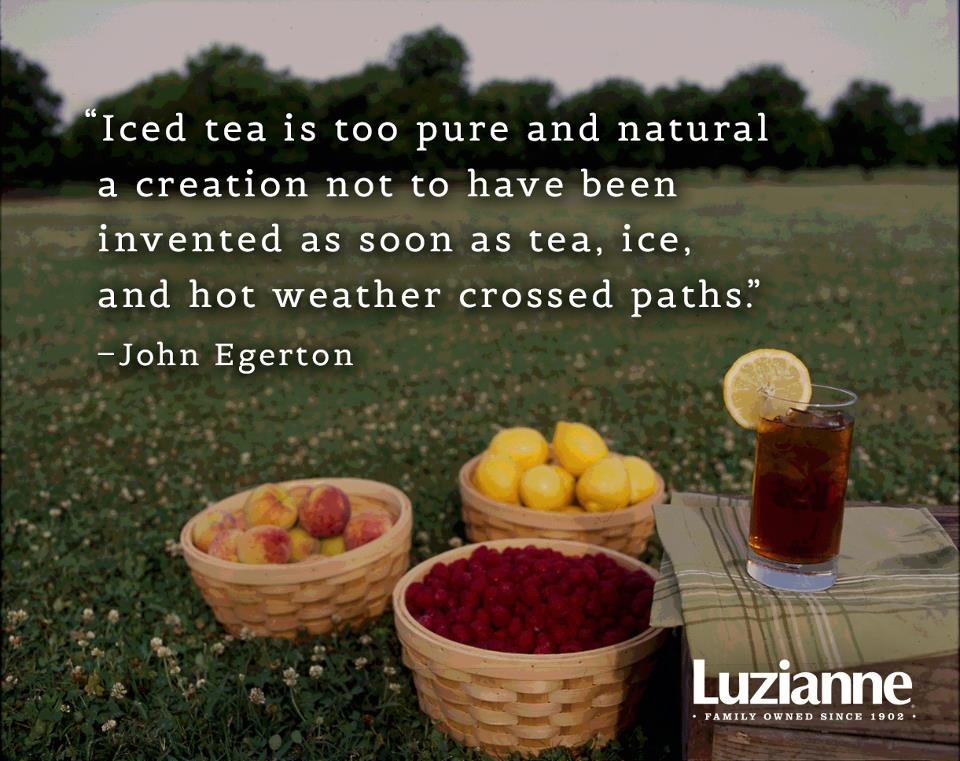 “Iced tea is too pure and natural
a creation not to have been
invented as soon as tea, ice,
and hot weather crossed paths.”
–John Egerton
Luzianne
• FAMILY OWNED SINCE 1902 •